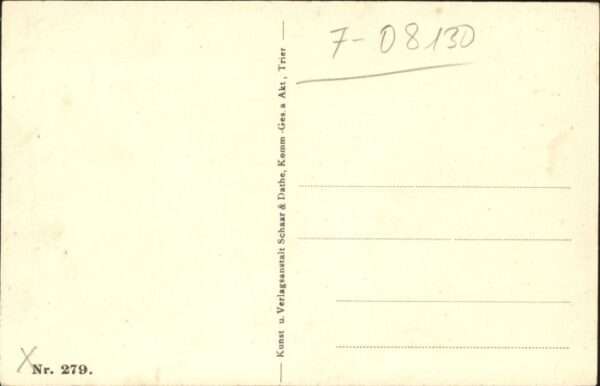 7-08130
Kunst u. Verlagsanstalt Schaar & Dathe, Komm-Ges. a Akt, Trier
X Nr. 279.